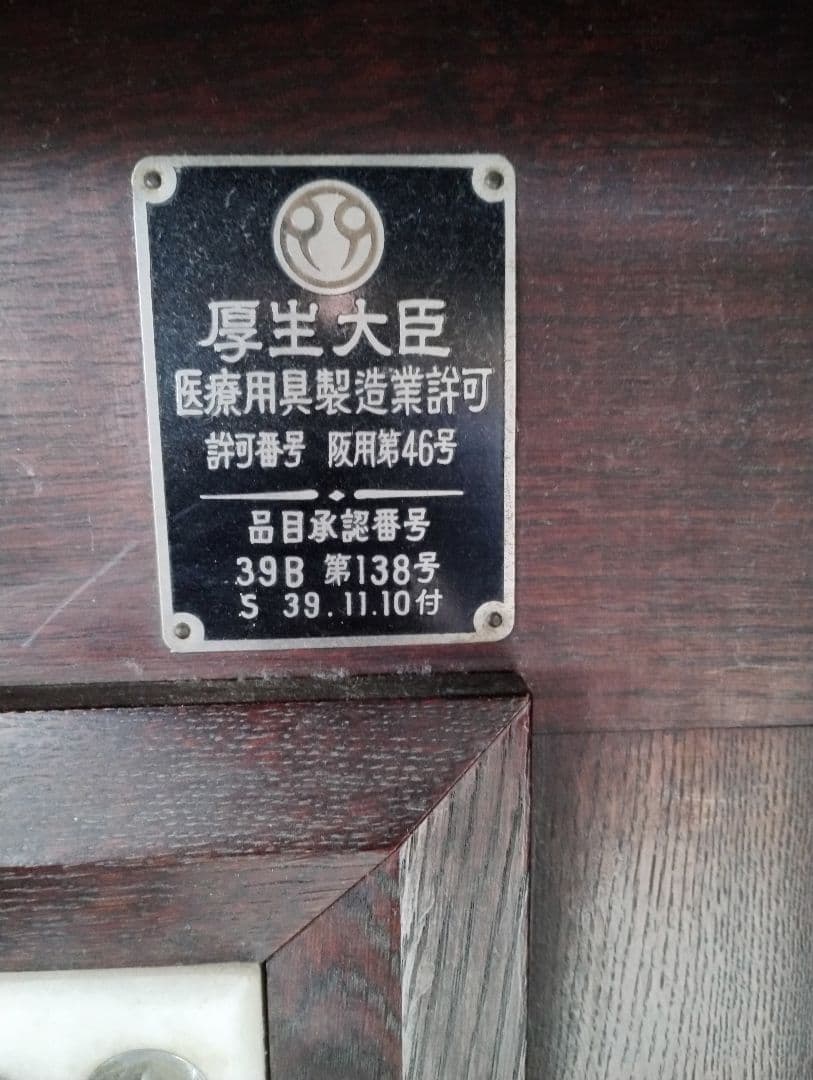 厚生大臣
医療用具製造業許可
許可番号 阪用第46号
品目承認番号
39B 第138号
S 39.11.10付